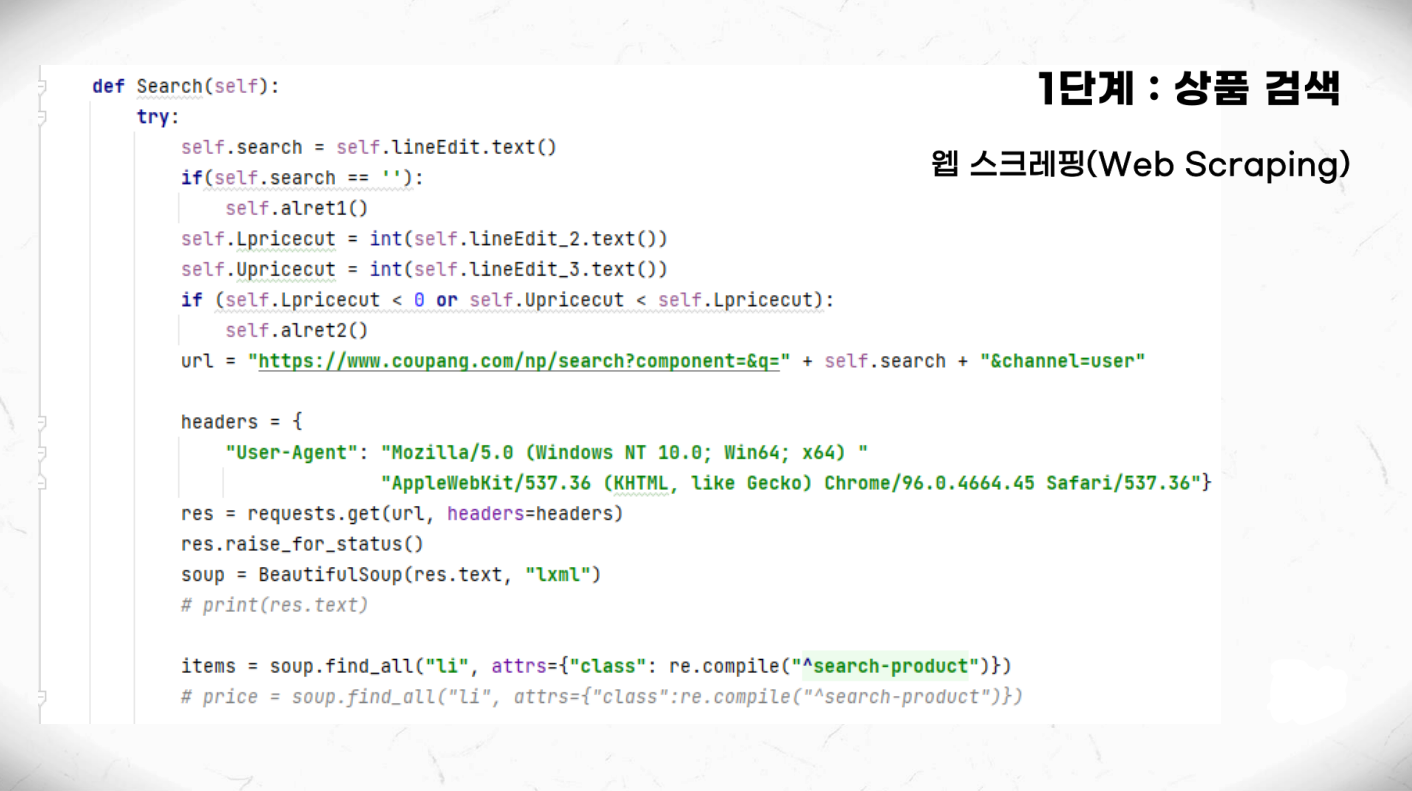 1단계 : 상품 검색
웹 스크레핑(Web Scraping)
def Search(self):
try:
self.search = self.lineEdit.text()
if(self.search == ''):
self.alret1()
self.Lpricecut = int(self.lineEdit_2.text())
self.Upricecut = int(self.lineEdit_3.text())
if (self.Lpricecut < 0 or self.Upricecut < self.Lpricecut):
self.alret2()
url = "https://www.coupang.com/np/search?component=&q=" + self.search + "&channel=user"
headers = {
"User-Agent": "Mozilla/5.0 (Windows NT 10.0; Win64; x64) "
"AppleWebKit/537.36 (KHTML, like Gecko) Chrome/96.0.4664.45 Safari/537.36"}
res = requests.get(url, headers=headers)
res.raise_for_status()
soup = BeautifulSoup(res.text, "lxml")
# print(res.text)
items = soup.find_all("li", attrs={"class": re.compile("^search-product")})
# price = soup.find_all("li", attrs={"class":re.compile("^search-product")})